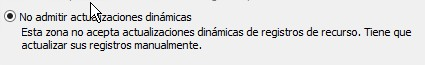 No admitir actualizaciones dinámicas
Esta zona no acepta actualizaciones dinámicas de registros de recurso. Tiene que
actualizar sus registros manualmente.